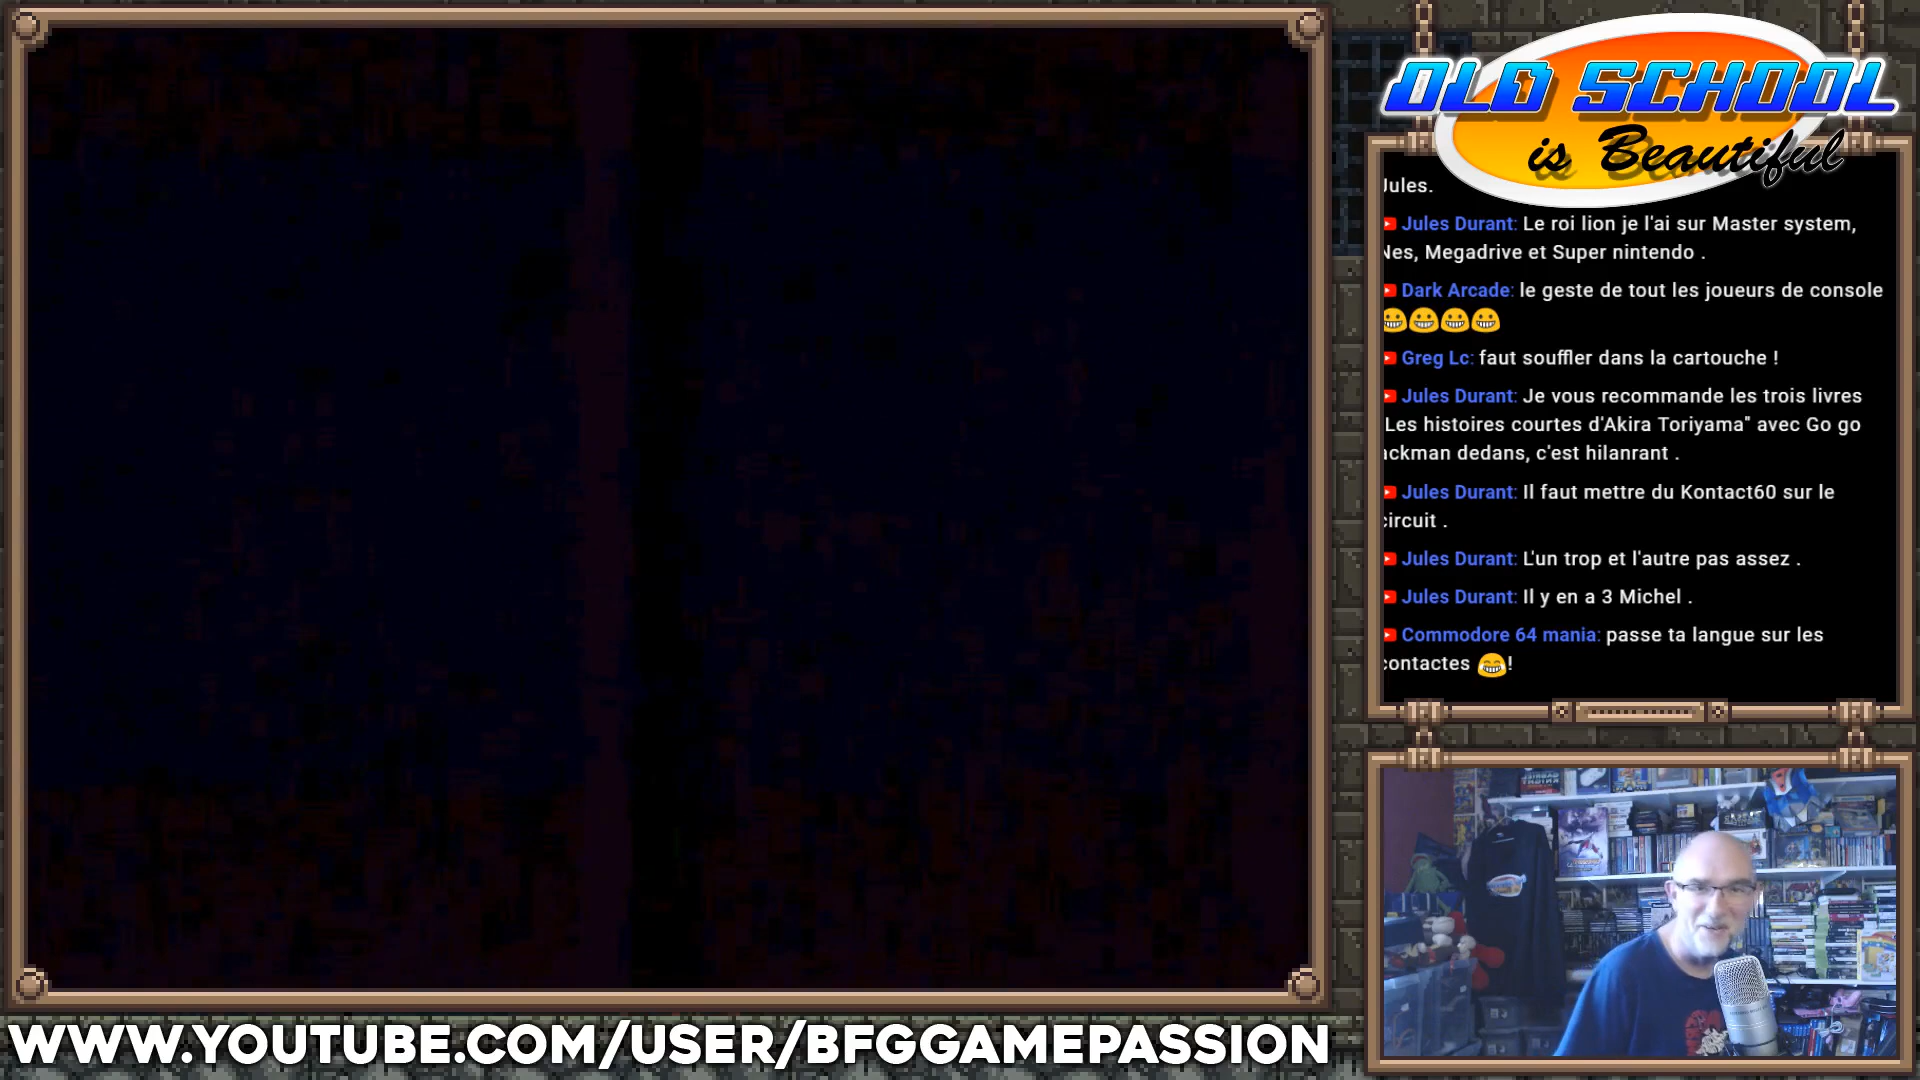 OLD SCHOOL
is Beautiful
Jules.
Jules Durant: Le roi lion je l'ai sur Master system,
Nes, Megadrive et Super nintendo .
Dark Arcade: le geste de tout les joueurs de console
😀😀😀😀
Greg Lc: faut souffler dans la cartouche !
Jules Durant: Je vous recommande les trois livres
Les histoires courtes d'Akira Toriyama" avec Go go
ackman dedans, c'est hilanrant .
Jules Durant: Il faut mettre du Kontact60 sur le
circuit .
Jules Durant: L'un trop et l'autre pas assez .
Jules Durant: Il y en a 3 Michel .
Commodore 64 mania: passe ta langue sur les
contactes 😂!
WWW.YOUTUBE.COM/USER/BFGGAMEPASSION